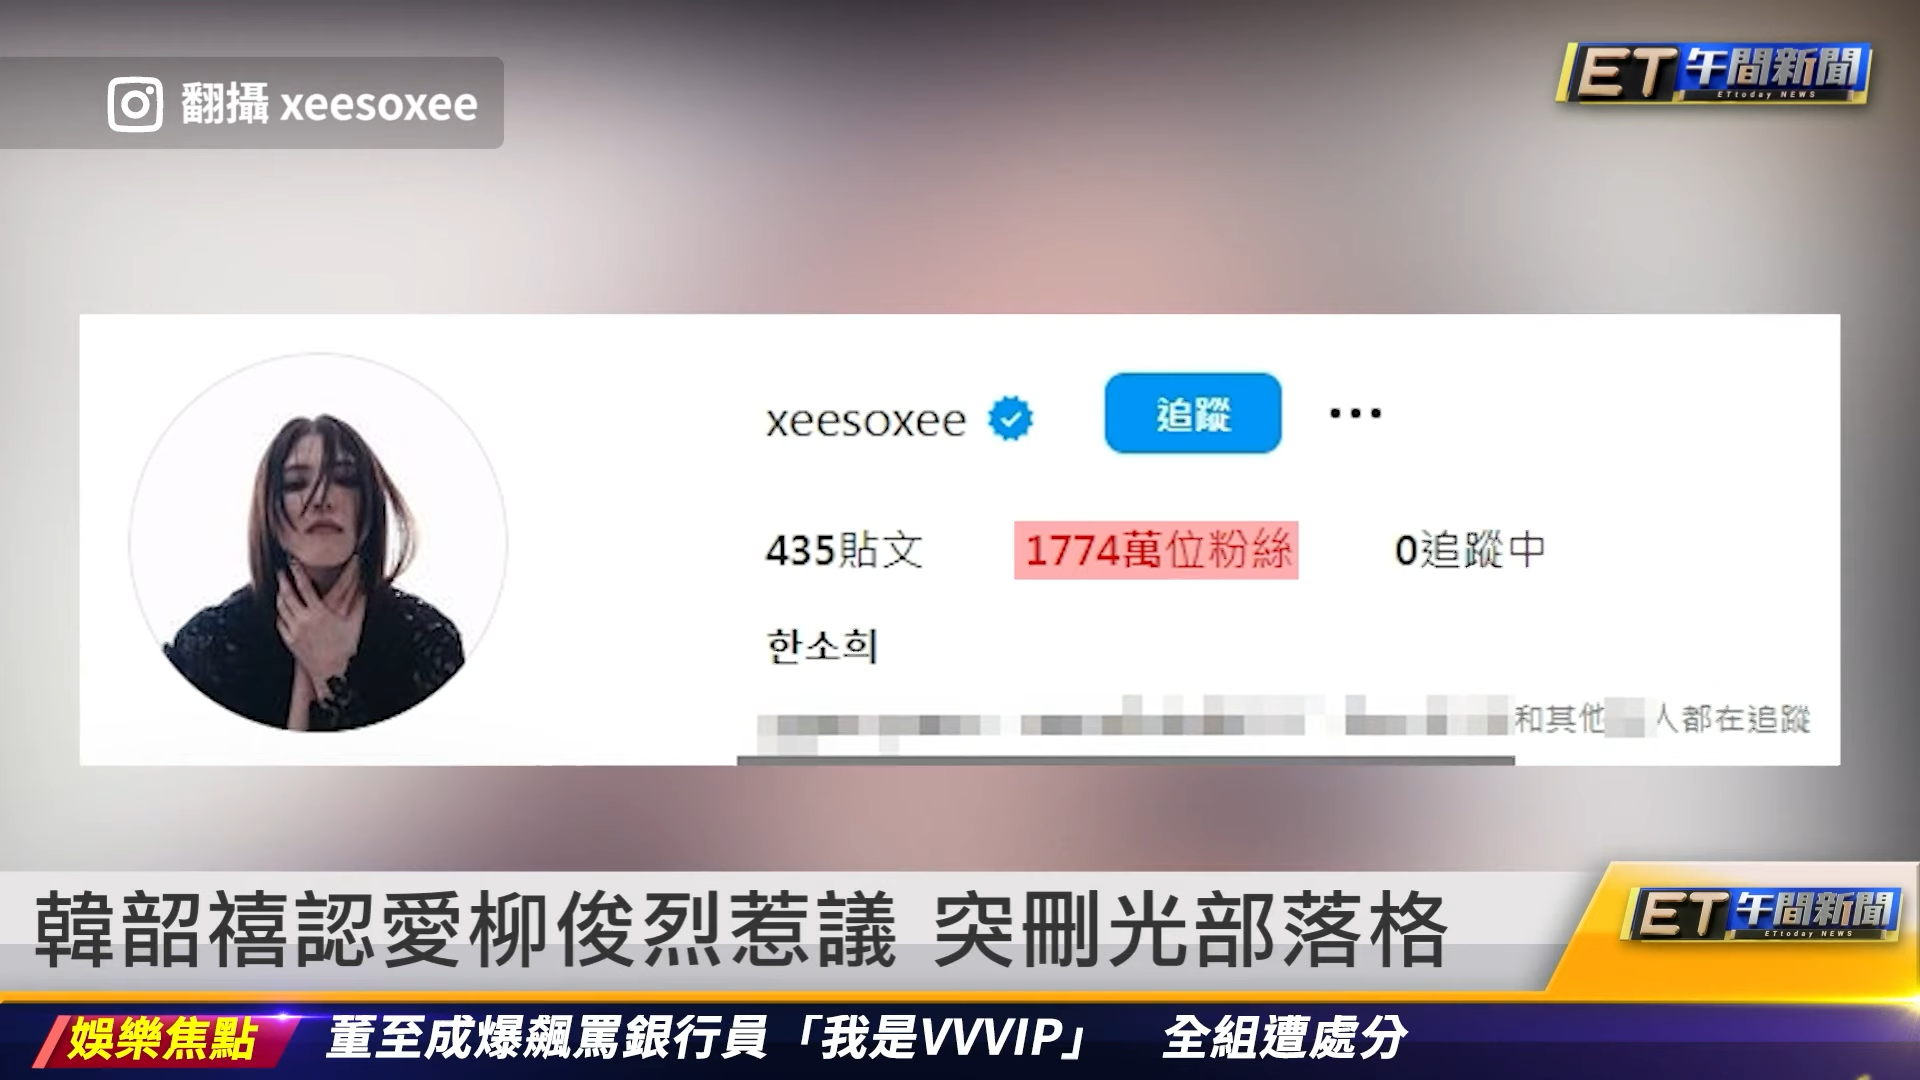 翻攝 xeesoxee
ET午間新聞
ETtoday NEWS
xeesoxee 追蹤
435貼文 1774萬位粉絲 0追蹤中
한소희
和其他 人都在追蹤
韓韶禧認愛柳俊烈惹議 突刪光部落格
ET午間新聞
ETtoday NEWS
娛樂焦點 董至成爆飆罵銀行員「我是VVVIP」 全組遭處分